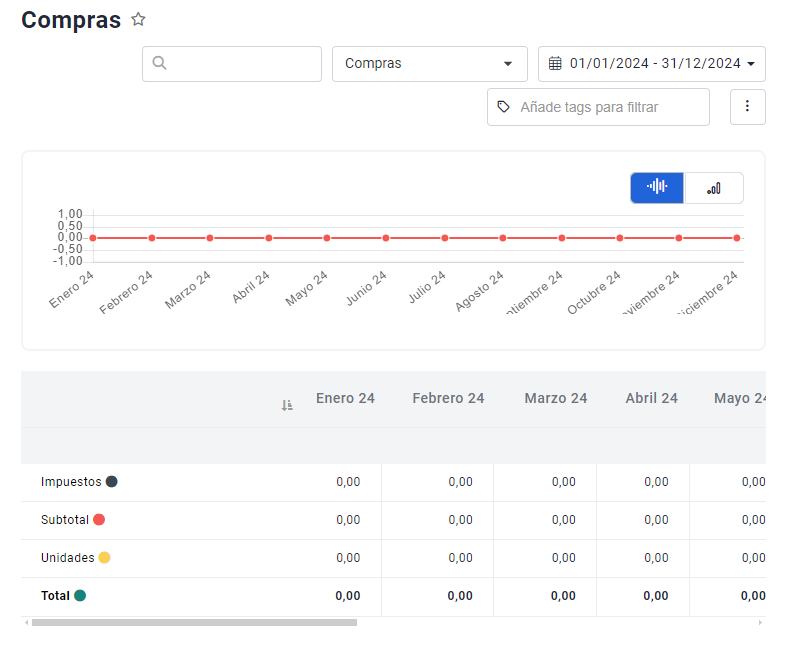 Compras
Compras
01/01/2024 - 31/12/2024
Añade tags para filtrar
1,00
0,50
0,00
-0,50
-1,00
Enero 24 Febrero 24 Marzo 24 Abril 24 Mayo 24 Junio 24 Julio 24 Agosto 24 ptiembre 24 Octubre 24 viembre 24 iciembre 24
Enero 24 Febrero 24 Marzo 24 Abril 24 Mayo 24
Impuestos 0,00 0,00 0,00 0,00 0,00
Subtotal 0,00 0,00 0,00 0,00 0,00
Unidades 0,00 0,00 0,00 0,00 0,00
Total 0,00 0,00 0,00 0,00 0,00